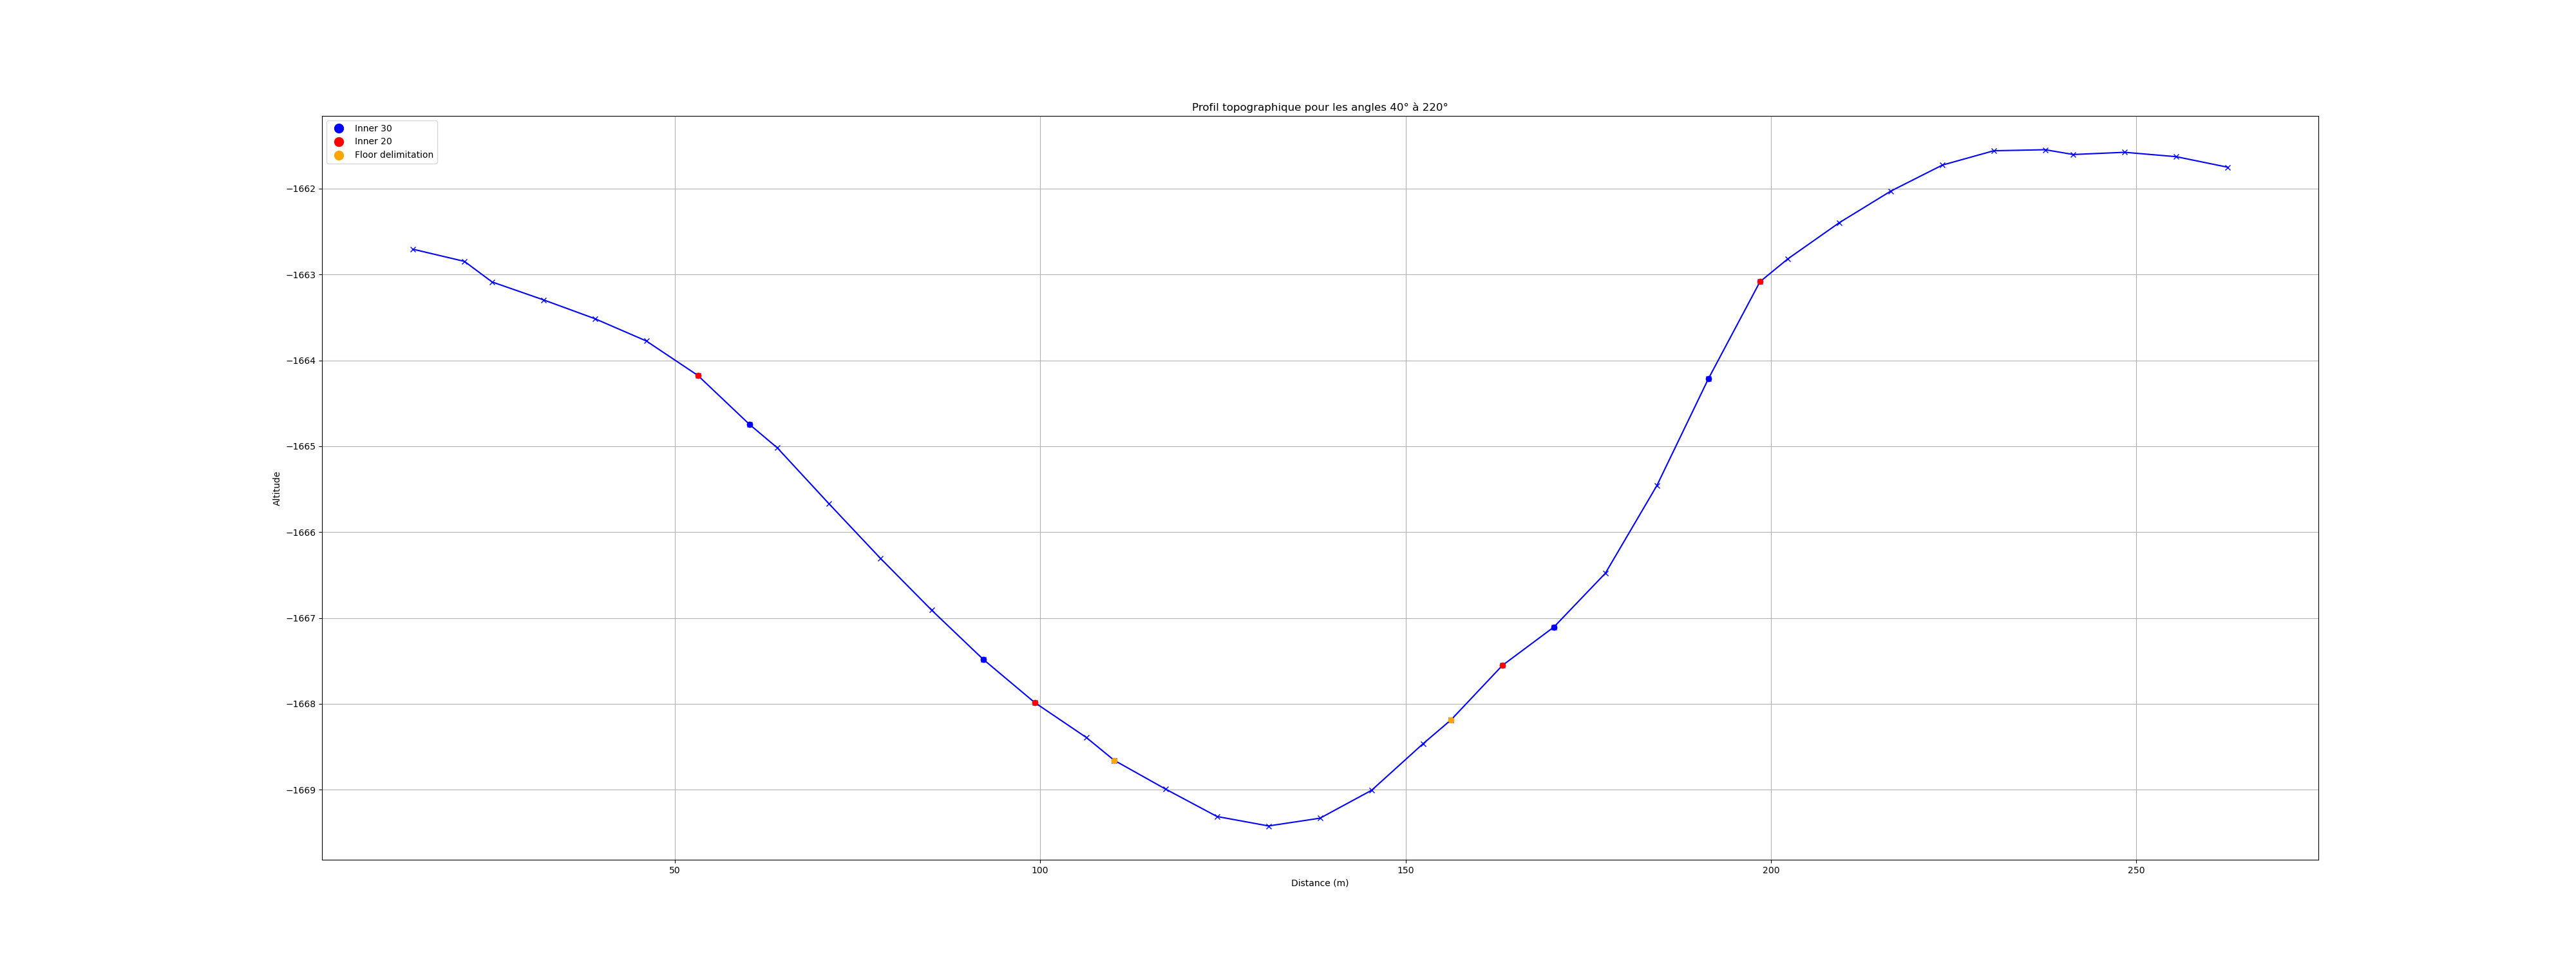 Profil topographique pour les angles 40° à 220°
Inner 30
Inner 20
Floor delimitation
−1662
−1663
−1664
−1665
−1666
−1667
−1668
−1669
Altitude
50
100
150
200
250
Distance (m)